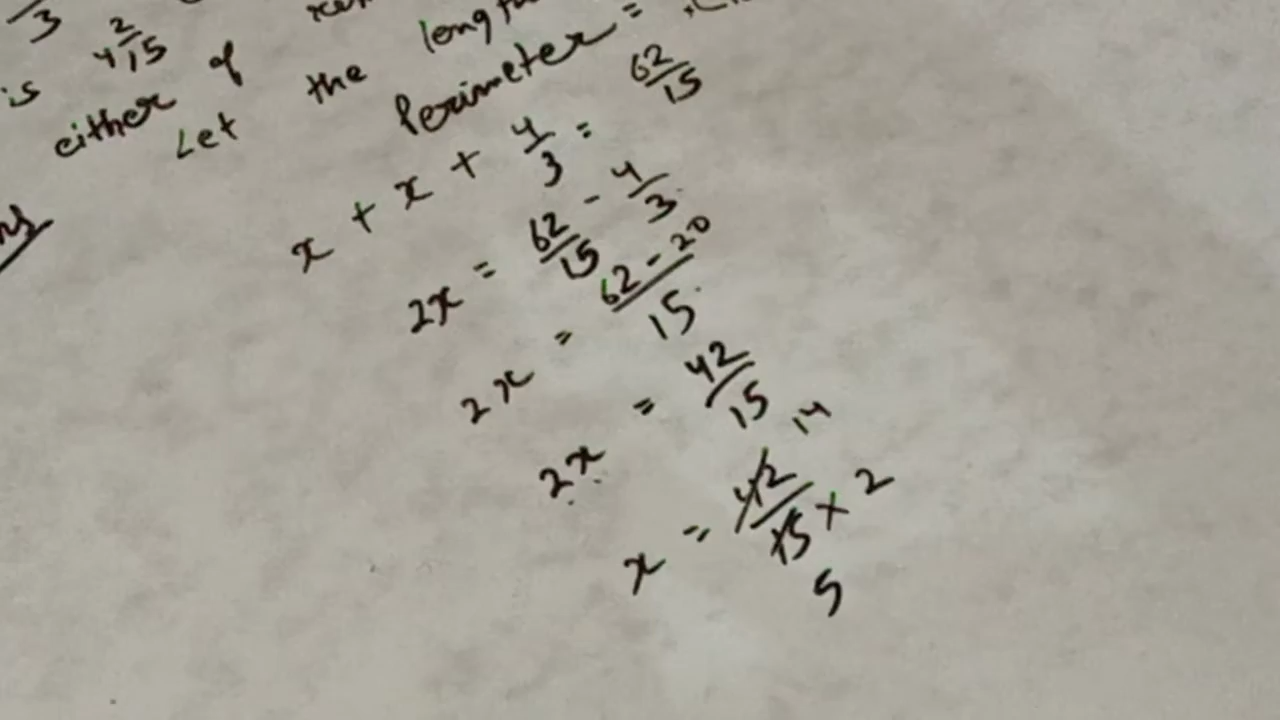 3
is 4 2/15
either of
Let the length
Perimeter =
x + x + 4/3 = 62/15
2x = 62/15 - 4/3
2x = 62 - 20/15
2x = 42/15
14
x = 42/15 × 2
5